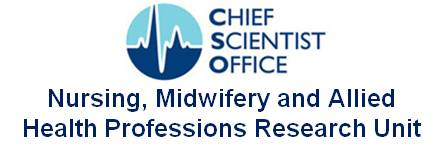 CHIEF
SCIENTIST
OFFICE
Nursing, Midwifery and Allied
Health Professions Research Unit